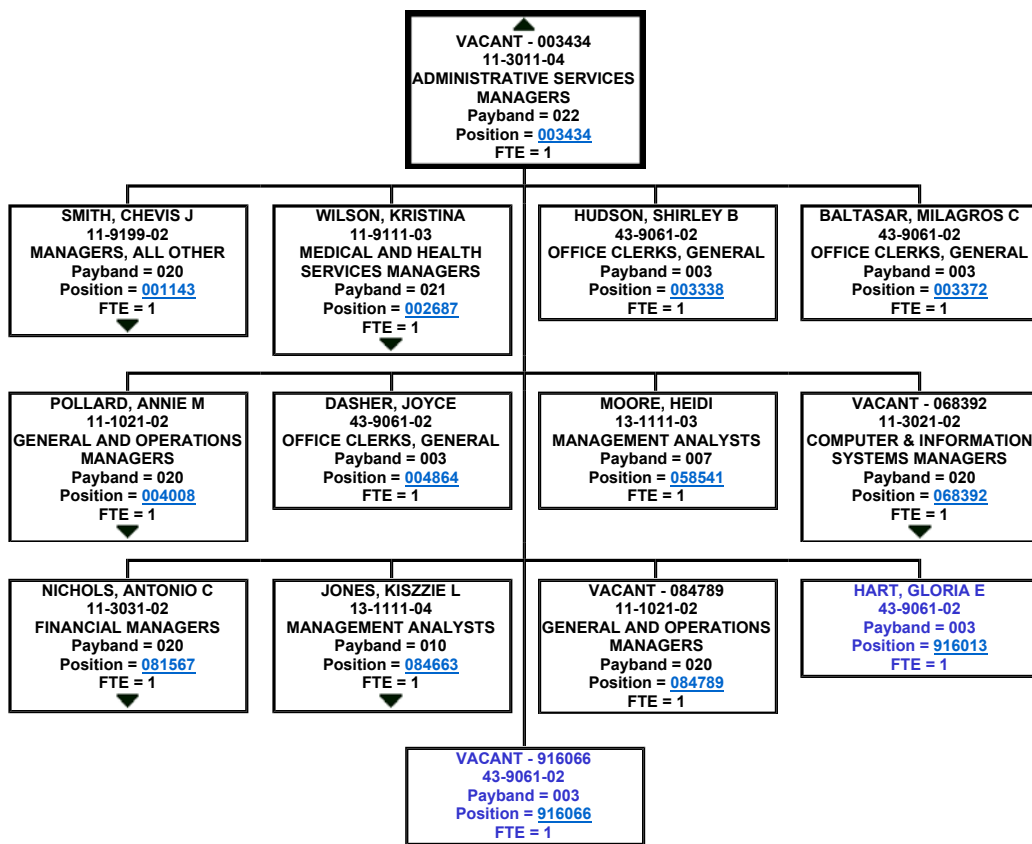 VACANT - 003434
11-3011-04
ADMINISTRATIVE SERVICES
MANAGERS
Payband = 022
Position = 003434
FTE = 1
SMITH, CHEVIS J
11-9199-02
MANAGERS, ALL OTHER
Payband = 020
Position = 001143
FTE = 1
WILSON, KRISTINA
11-9111-03
MEDICAL AND HEALTH
SERVICES MANAGERS
Payband = 021
Position = 002687
FTE = 1
HUDSON, SHIRLEY B
43-9061-02
OFFICE CLERKS, GENERAL
Payband = 003
Position = 003338
FTE = 1
BALTASAR, MILAGROS C
43-9061-02
OFFICE CLERKS, GENERAL
Payband = 003
Position = 003372
FTE = 1
POLLARD, ANNIE M
11-1021-02
GENERAL AND OPERATIONS
MANAGERS
Payband = 020
Position = 004008
FTE = 1
DASHER, JOYCE
43-9061-02
OFFICE CLERKS, GENERAL
Payband = 003
Position = 004864
FTE = 1
MOORE, HEIDI
13-1111-03
MANAGEMENT ANALYSTS
Payband = 007
Position = 058541
FTE = 1
VACANT - 068392
11-3021-02
COMPUTER & INFORMATION
SYSTEMS MANAGERS
Payband = 020
Position = 068392
FTE = 1
NICHOLS, ANTONIO C
11-3031-02
FINANCIAL MANAGERS
Payband = 020
Position = 081567
FTE = 1
JONES, KISZZIE L
13-1111-04
MANAGEMENT ANALYSTS
Payband = 010
Position = 084663
FTE = 1
VACANT - 084789
11-1021-02
GENERAL AND OPERATIONS
MANAGERS
Payband = 020
Position = 084789
FTE = 1
HART, GLORIA E
43-9061-02
Payband = 003
Position = 916013
FTE = 1
VACANT - 916066
43-9061-02
Payband = 003
Position = 916066
FTE = 1